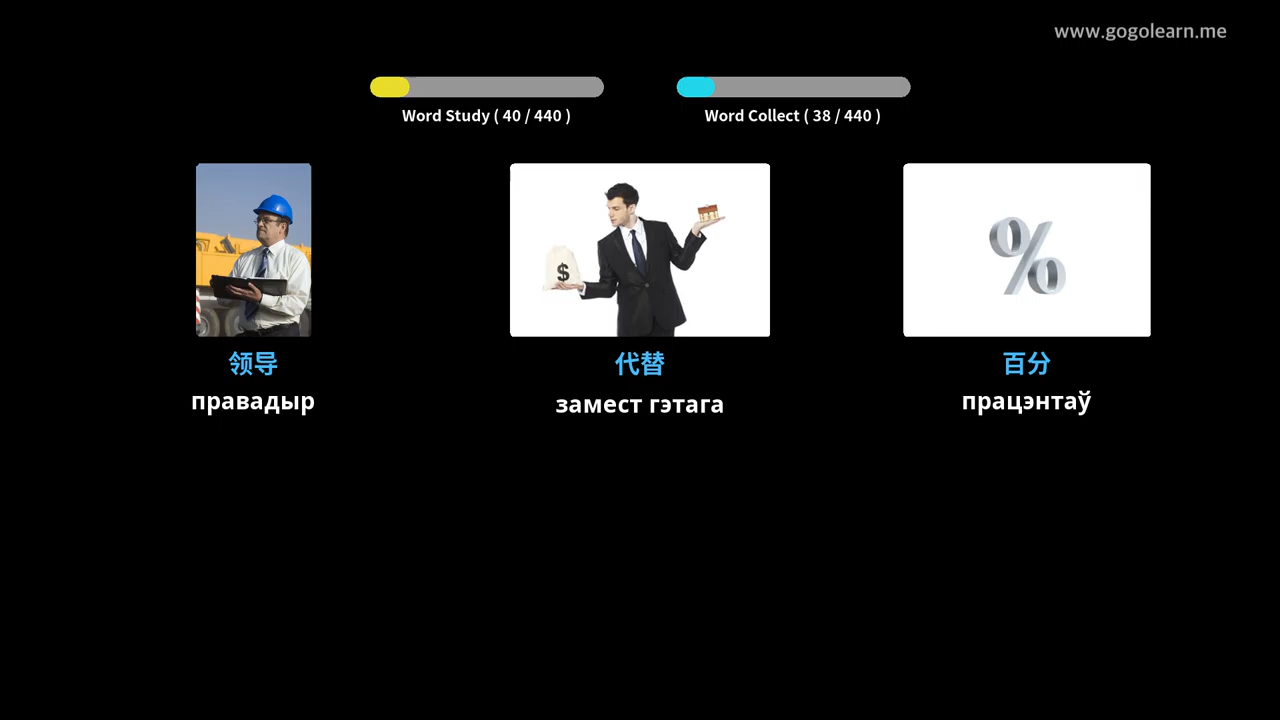 www.gogolearn.me
Word Study ( 40 / 440 )
Word Collect ( 38 / 440 )
$
%
领导
代替
百分
правадыр
замест гэтага
працэнтаў